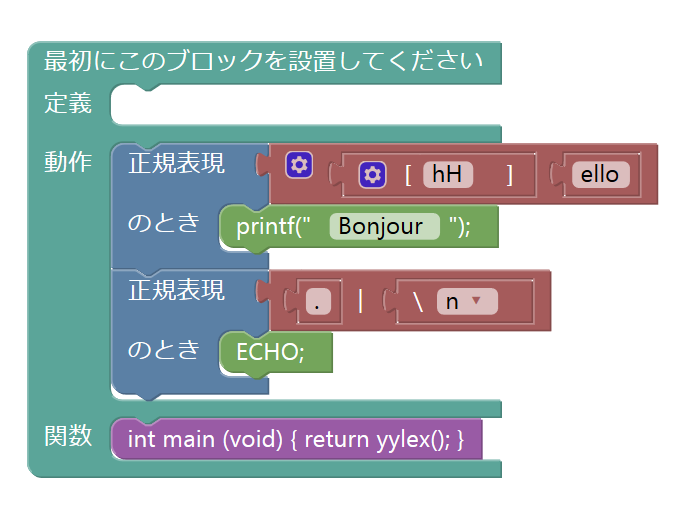 最初にこのブロックを設置してください
定義
動作 正規表現 [ hH ] ello
のとき printf(" Bonjour ");
正規表現 . | \ n ▼
のとき ECHO;
関数 int main (void) { return yylex(); }